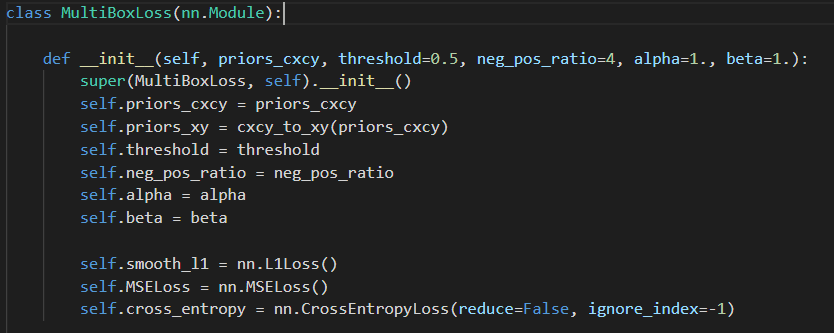 class MultiBoxLoss(nn.Module):
def __init__(self, priors_cxcy, threshold=0.5, neg_pos_ratio=4, alpha=1., beta=1.):
super(MultiBoxLoss, self).__init__()
self.priors_cxcy = priors_cxcy
self.priors_xy = cxcy_to_xy(priors_cxcy)
self.threshold = threshold
self.neg_pos_ratio = neg_pos_ratio
self.alpha = alpha
self.beta = beta
self.smooth_l1 = nn.L1Loss()
self.MSELoss = nn.MSELoss()
self.cross_entropy = nn.CrossEntropyLoss(reduce=False, ignore_index=-1)